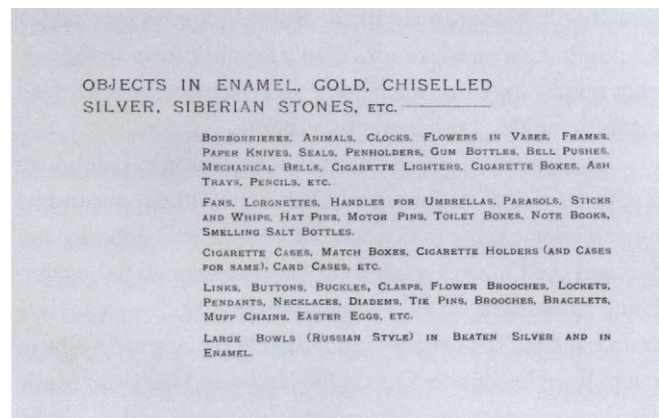 OBJECTS IN ENAMEL, GOLD, CHISELLED
SILVER, SIBERIAN STONES, ETC.
BONBONNIERES, ANIMALS, CLOCKS, FLOWERS IN VASES, FRAMES,
PAPER KNIVES, SEALS, PENHOLDERS, GUM BOTTLES, BELL PUSHES,
MECHANICAL BELLS, CIGARETTE LIGHTERS, CIGARETTE BOXES, ASH
TRAYS, PENCILS, ETC.
FANS, LORGNETTES, HANDLES FOR UMBRELLAS, PARASOLS, STICKS
AND WHIPS, HAT PINS, MOTOR PINS, TOILET BOXES, NOTE BOOKS,
SMELLING SALT BOTTLES.
CIGARETTE CASES, MATCH BOXES, CIGARETTE HOLDERS (AND CASES
FOR SAME), CARD CASES, ETC.
LINKS, BUTTONS, BUCKLES, CLASPS, FLOWER BROOCHES, LOCKETS,
PENDANTS, NECKLACES, DIADEMS, TIE PINS, BROOCHES, BRACELETS,
MUFF CHAINS, EASTER EGGS, ETC.
LARGE BOWLS (RUSSIAN STYLE) IN BEATEN SILVER AND IN
ENAMEL.